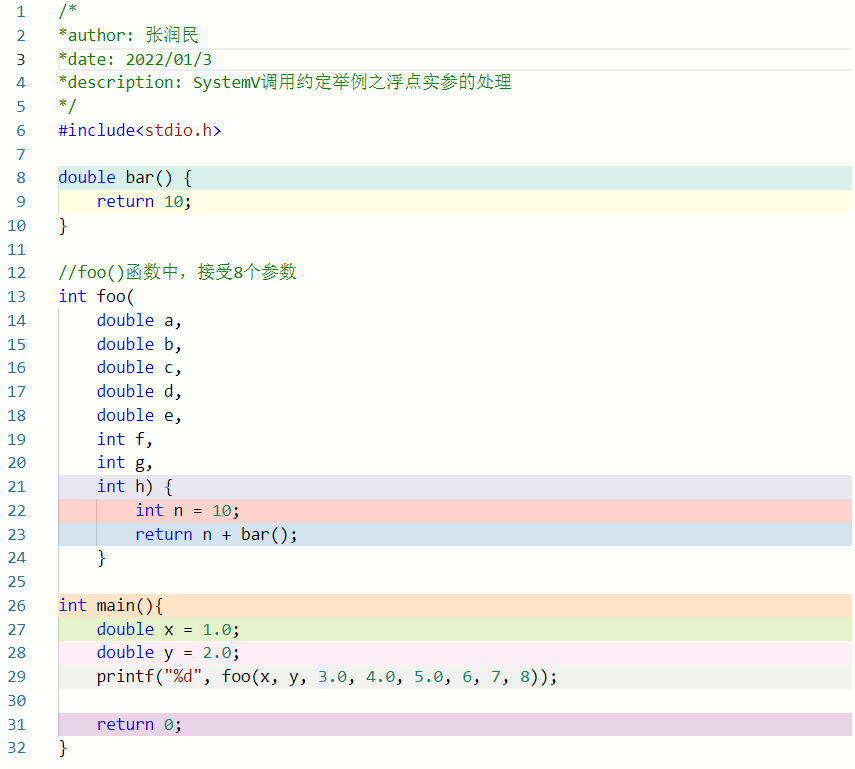 1 /*
2 *author: 张润民
3 *date: 2022/01/3
4 *description: SystemV调用约定举例之浮点实参的处理
5 */
6 #include<stdio.h>
7
8 double bar() {
9     return 10;
10 }
11
12 //foo()函数中，接受8个参数
13 int foo(
14     double a,
15     double b,
16     double c,
17     double d,
18     double e,
19     int f,
20     int g,
21     int h) {
22         int n = 10;
23         return n + bar();
24     }
25
26 int main(){
27     double x = 1.0;
28     double y = 2.0;
29     printf("%d", foo(x, y, 3.0, 4.0, 5.0, 6, 7, 8));
30
31     return 0;
32 }